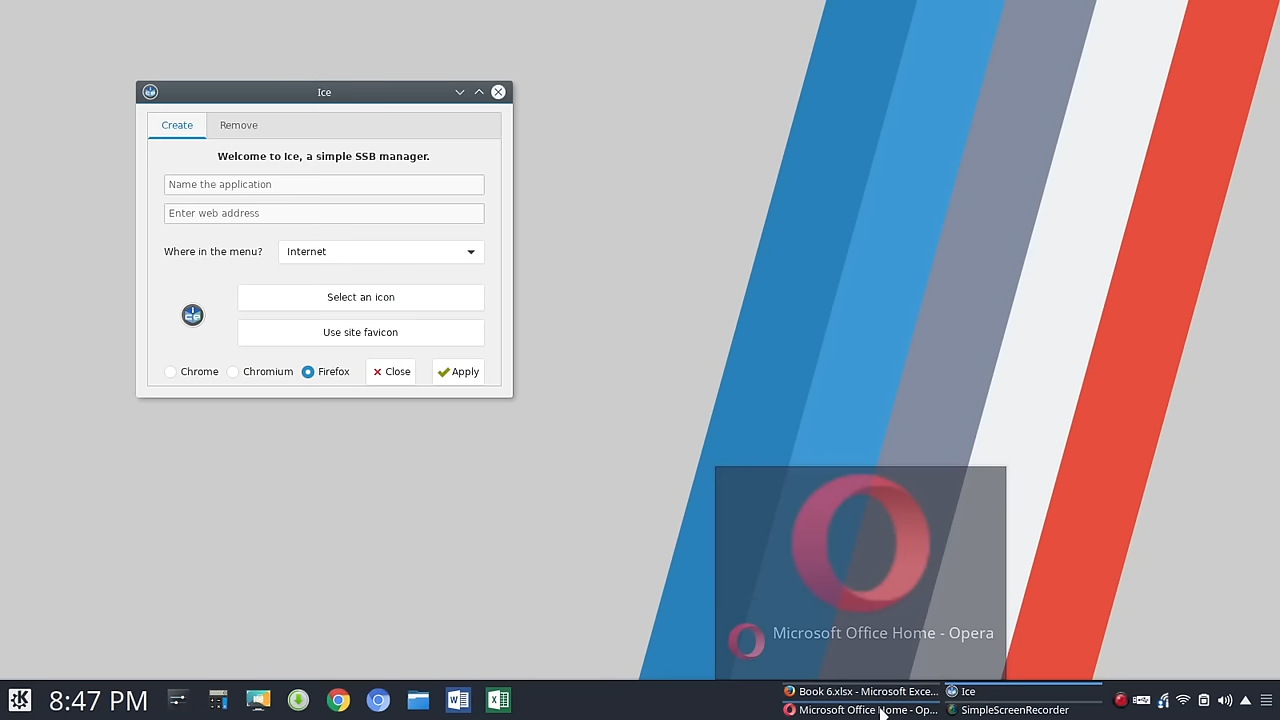 Ice
Create Remove
Welcome to Ice, a simple SSB manager.
Name the application
Enter web address
Where in the menu? Internet
Select an icon
Use site favicon
Chrome Chromium Firefox Close Apply
Microsoft Office Home - Opera
8:47 PM
Book 6.xlsx - Microsoft Exce... Ice
Microsoft Office Home - Op... SimpleScreenRecorder